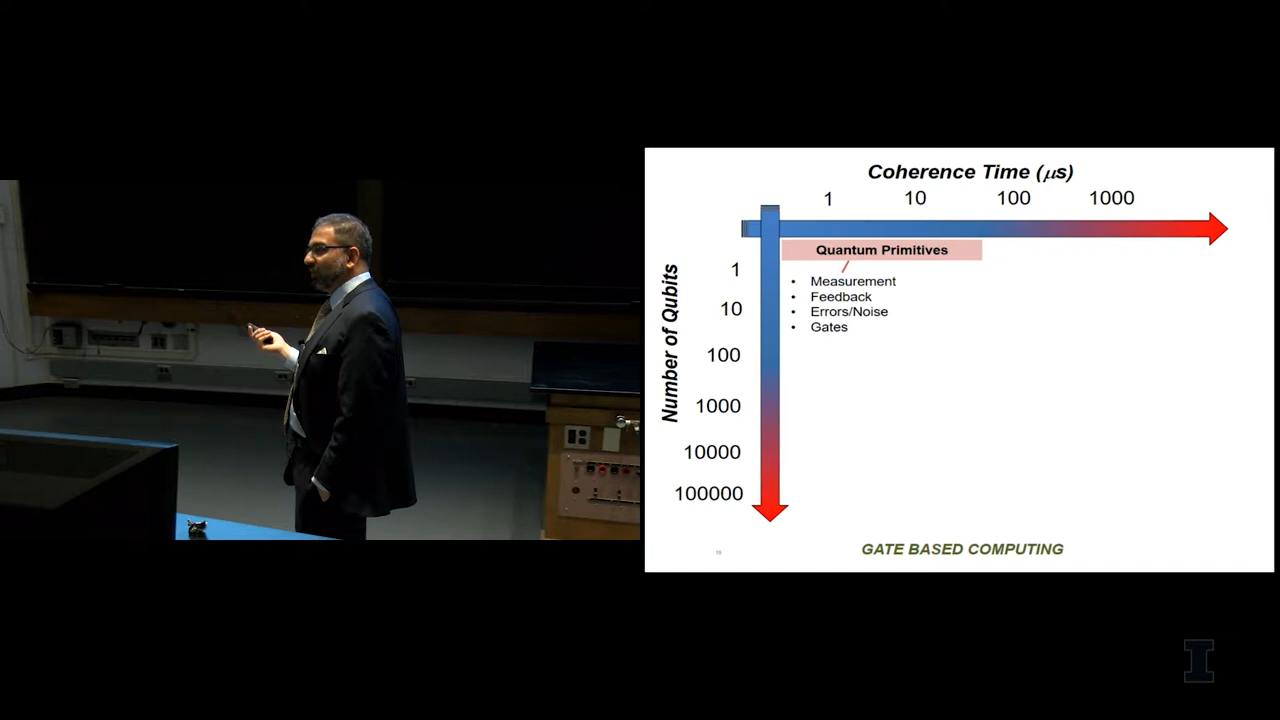 Coherence Time (μs)
1 10 100 1000
Quantum Primitives
• Measurement
• Feedback
• Errors/Noise
• Gates
Number of Qubits
1
10
100
1000
10000
100000
19
GATE BASED COMPUTING
I